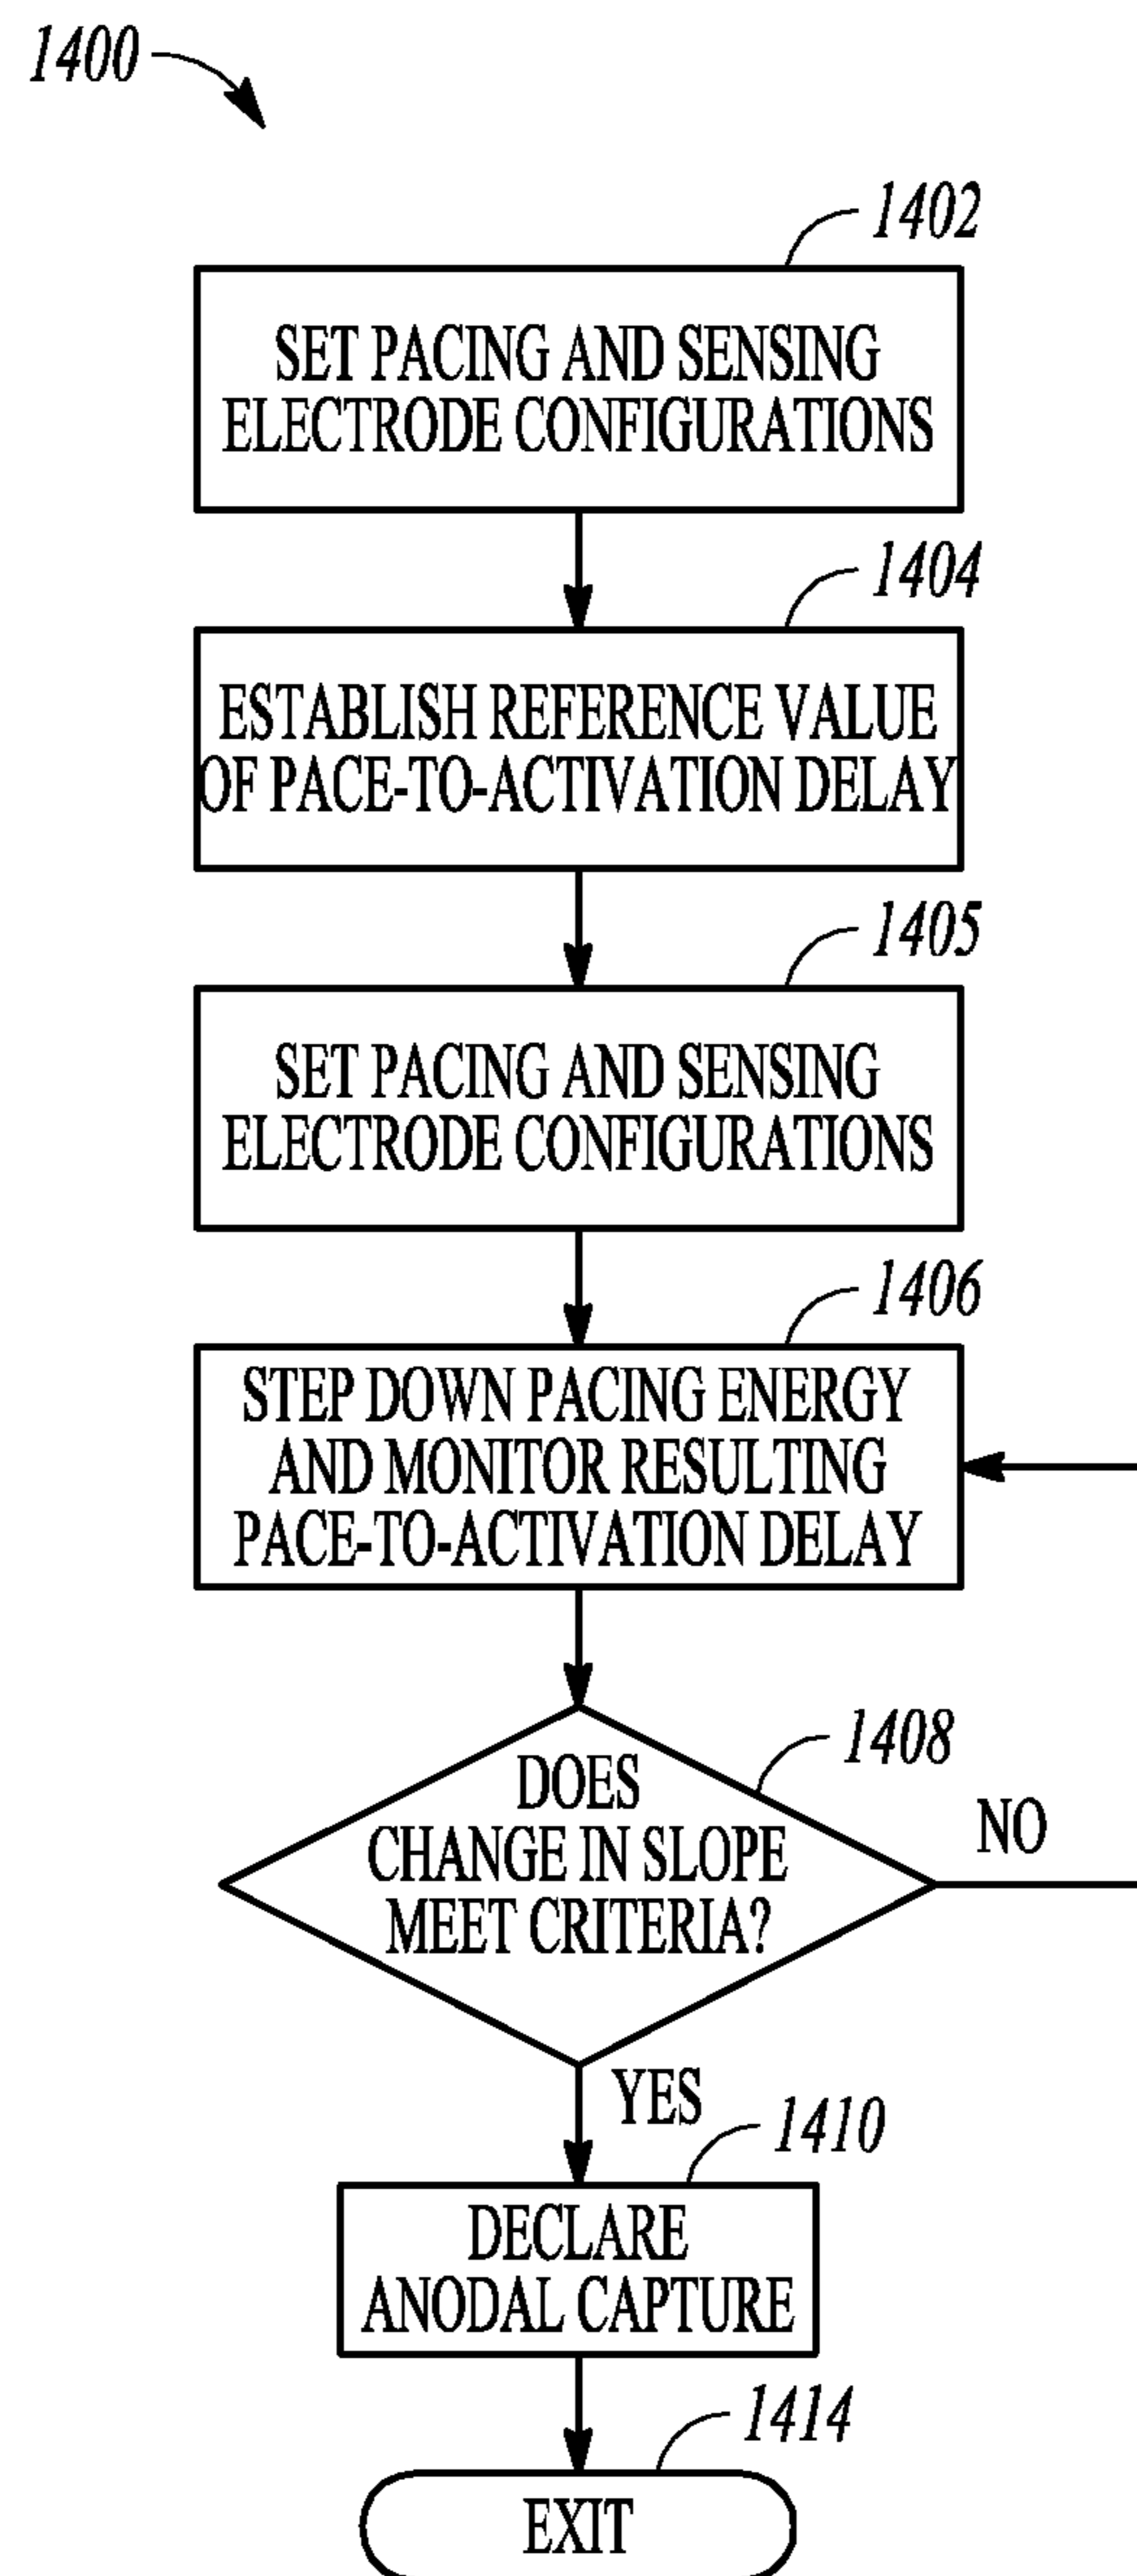 1400
1402
SET PACING AND SENSING
ELECTRODE CONFIGURATIONS
1404
ESTABLISH REFERENCE VALUE
OF PACE-TO-ACTIVATION DELAY
1405
SET PACING AND SENSING
ELECTRODE CONFIGURATIONS
1406
STEP DOWN PACING ENERGY
AND MONITOR RESULTING
PACE-TO-ACTIVATION DELAY
1408
DOES
CHANGE IN SLOPE
MEET CRITERIA?
NO
YES
1410
DECLARE
ANODAL CAPTURE
1414
EXIT